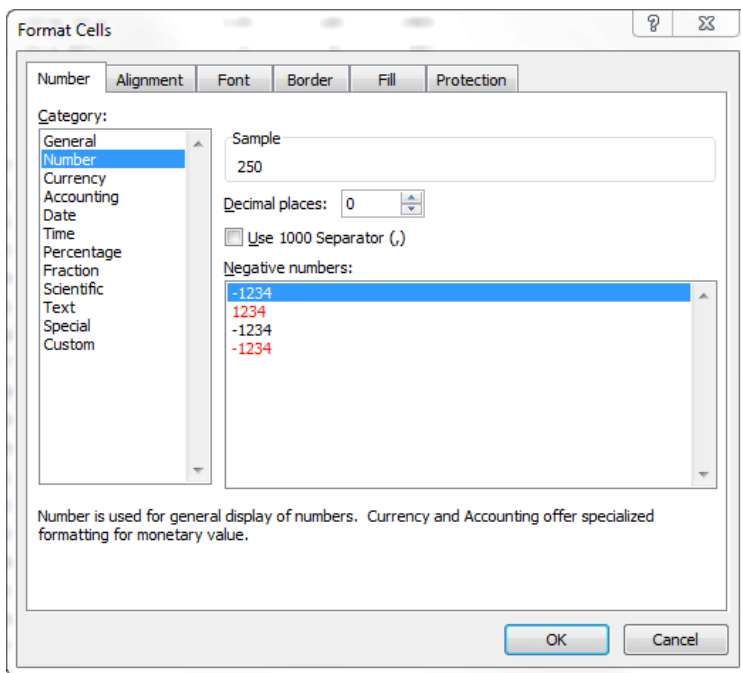 Format Cells
Number Alignment Font Border Fill Protection
Category:
General
Number
Currency
Accounting
Date
Time
Percentage
Fraction
Scientific
Text
Special
Custom
Sample
250
Decimal places: 0
Use 1000 Separator (,)
Negative numbers:
-1234
1234
-1234
-1234
Number is used for general display of numbers. Currency and Accounting offer specialized
formatting for monetary value.
OK Cancel